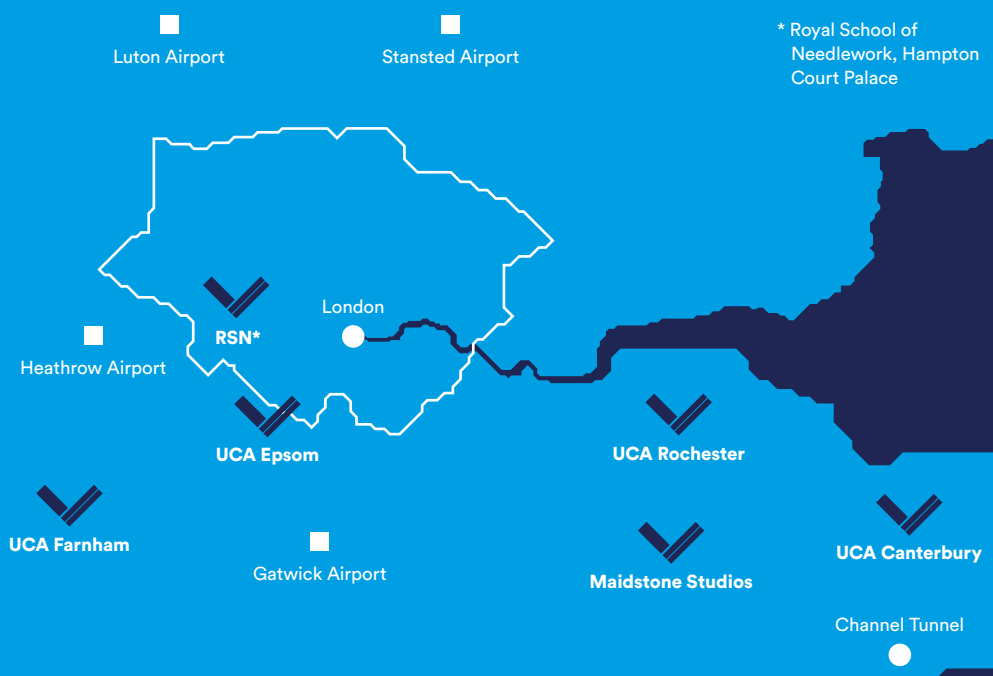 Luton Airport
Stansted Airport
* Royal School of
Needlework, Hampton
Court Palace
London
RSN*
Heathrow Airport
UCA Epsom
UCA Rochester
UCA Farnham
UCA Canterbury
Gatwick Airport
Maidstone Studios
Channel Tunnel